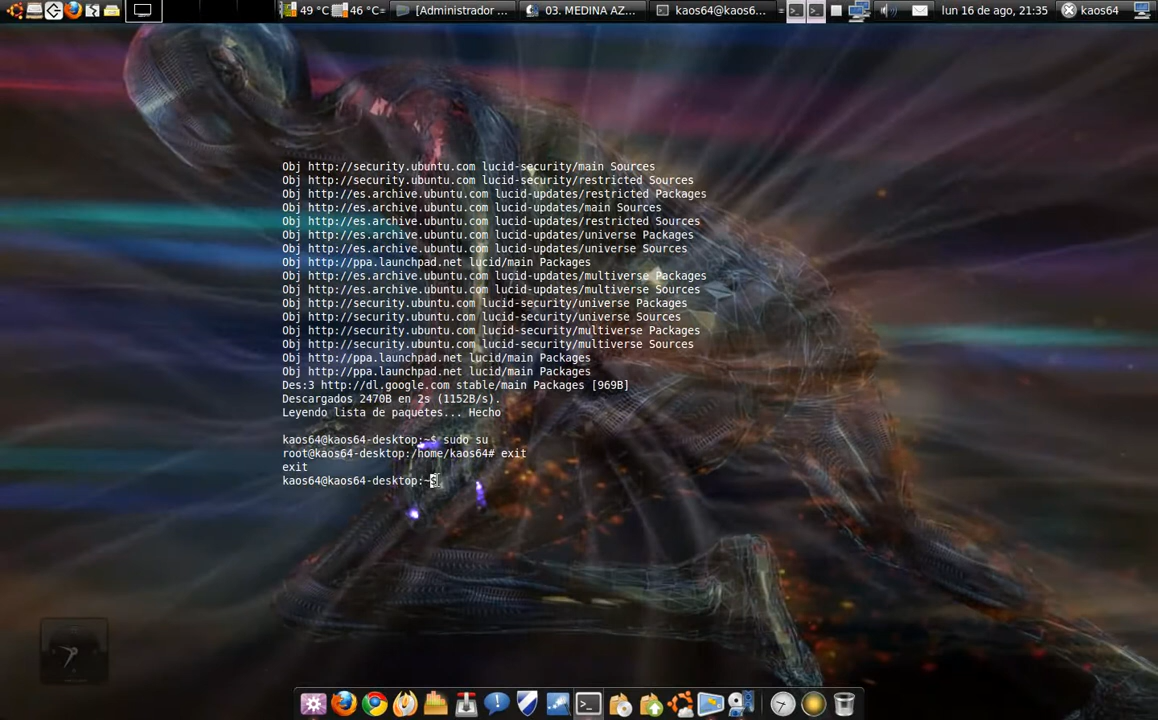 49 °C 46 °C [Administrador ... 03. MEDINA AZ... kaos64@kaos6... lun 16 de ago, 21:35 kaos64
Obj http://security.ubuntu.com lucid-security/main Sources
Obj http://security.ubuntu.com lucid-security/restricted Sources
Obj http://es.archive.ubuntu.com lucid-updates/restricted Packages
Obj http://es.archive.ubuntu.com lucid-updates/main Sources
Obj http://es.archive.ubuntu.com lucid-updates/restricted Sources
Obj http://es.archive.ubuntu.com lucid-updates/universe Packages
Obj http://es.archive.ubuntu.com lucid-updates/universe Sources
Obj http://ppa.launchpad.net lucid/main Packages
Obj http://es.archive.ubuntu.com lucid-updates/multiverse Packages
Obj http://es.archive.ubuntu.com lucid-updates/multiverse Sources
Obj http://security.ubuntu.com lucid-security/universe Packages
Obj http://security.ubuntu.com lucid-security/universe Sources
Obj http://security.ubuntu.com lucid-security/multiverse Packages
Obj http://security.ubuntu.com lucid-security/multiverse Sources
Obj http://ppa.launchpad.net lucid/main Packages
Obj http://ppa.launchpad.net lucid/main Packages
Des:3 http://dl.google.com stable/main Packages [969B]
Descargados 2470B en 2s (1152B/s).
Leyendo lista de paquetes... Hecho
kaos64@kaos64-desktop:~$ sudo su
root@kaos64-desktop:/home/kaos64# exit
exit
kaos64@kaos64-desktop:~$